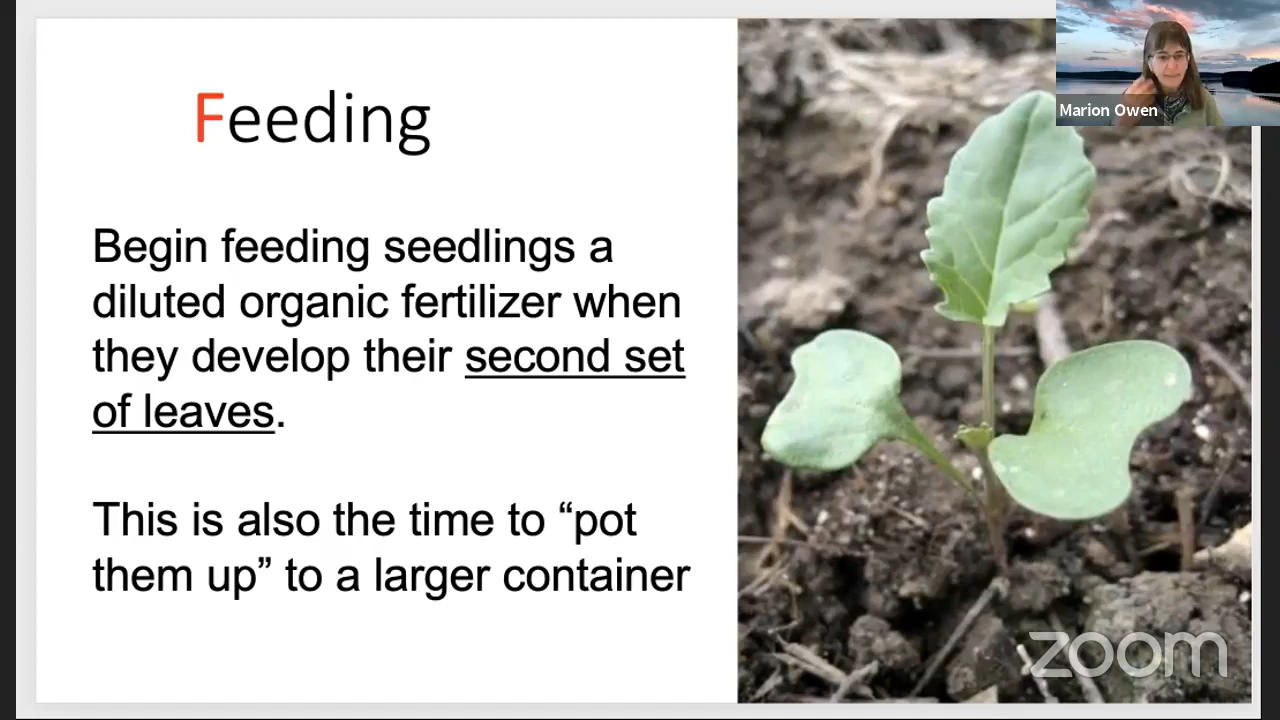 Feeding
Begin feeding seedlings a
diluted organic fertilizer when
they develop their second set
of leaves.
This is also the time to “pot
them up” to a larger container
Marion Owen
zoom